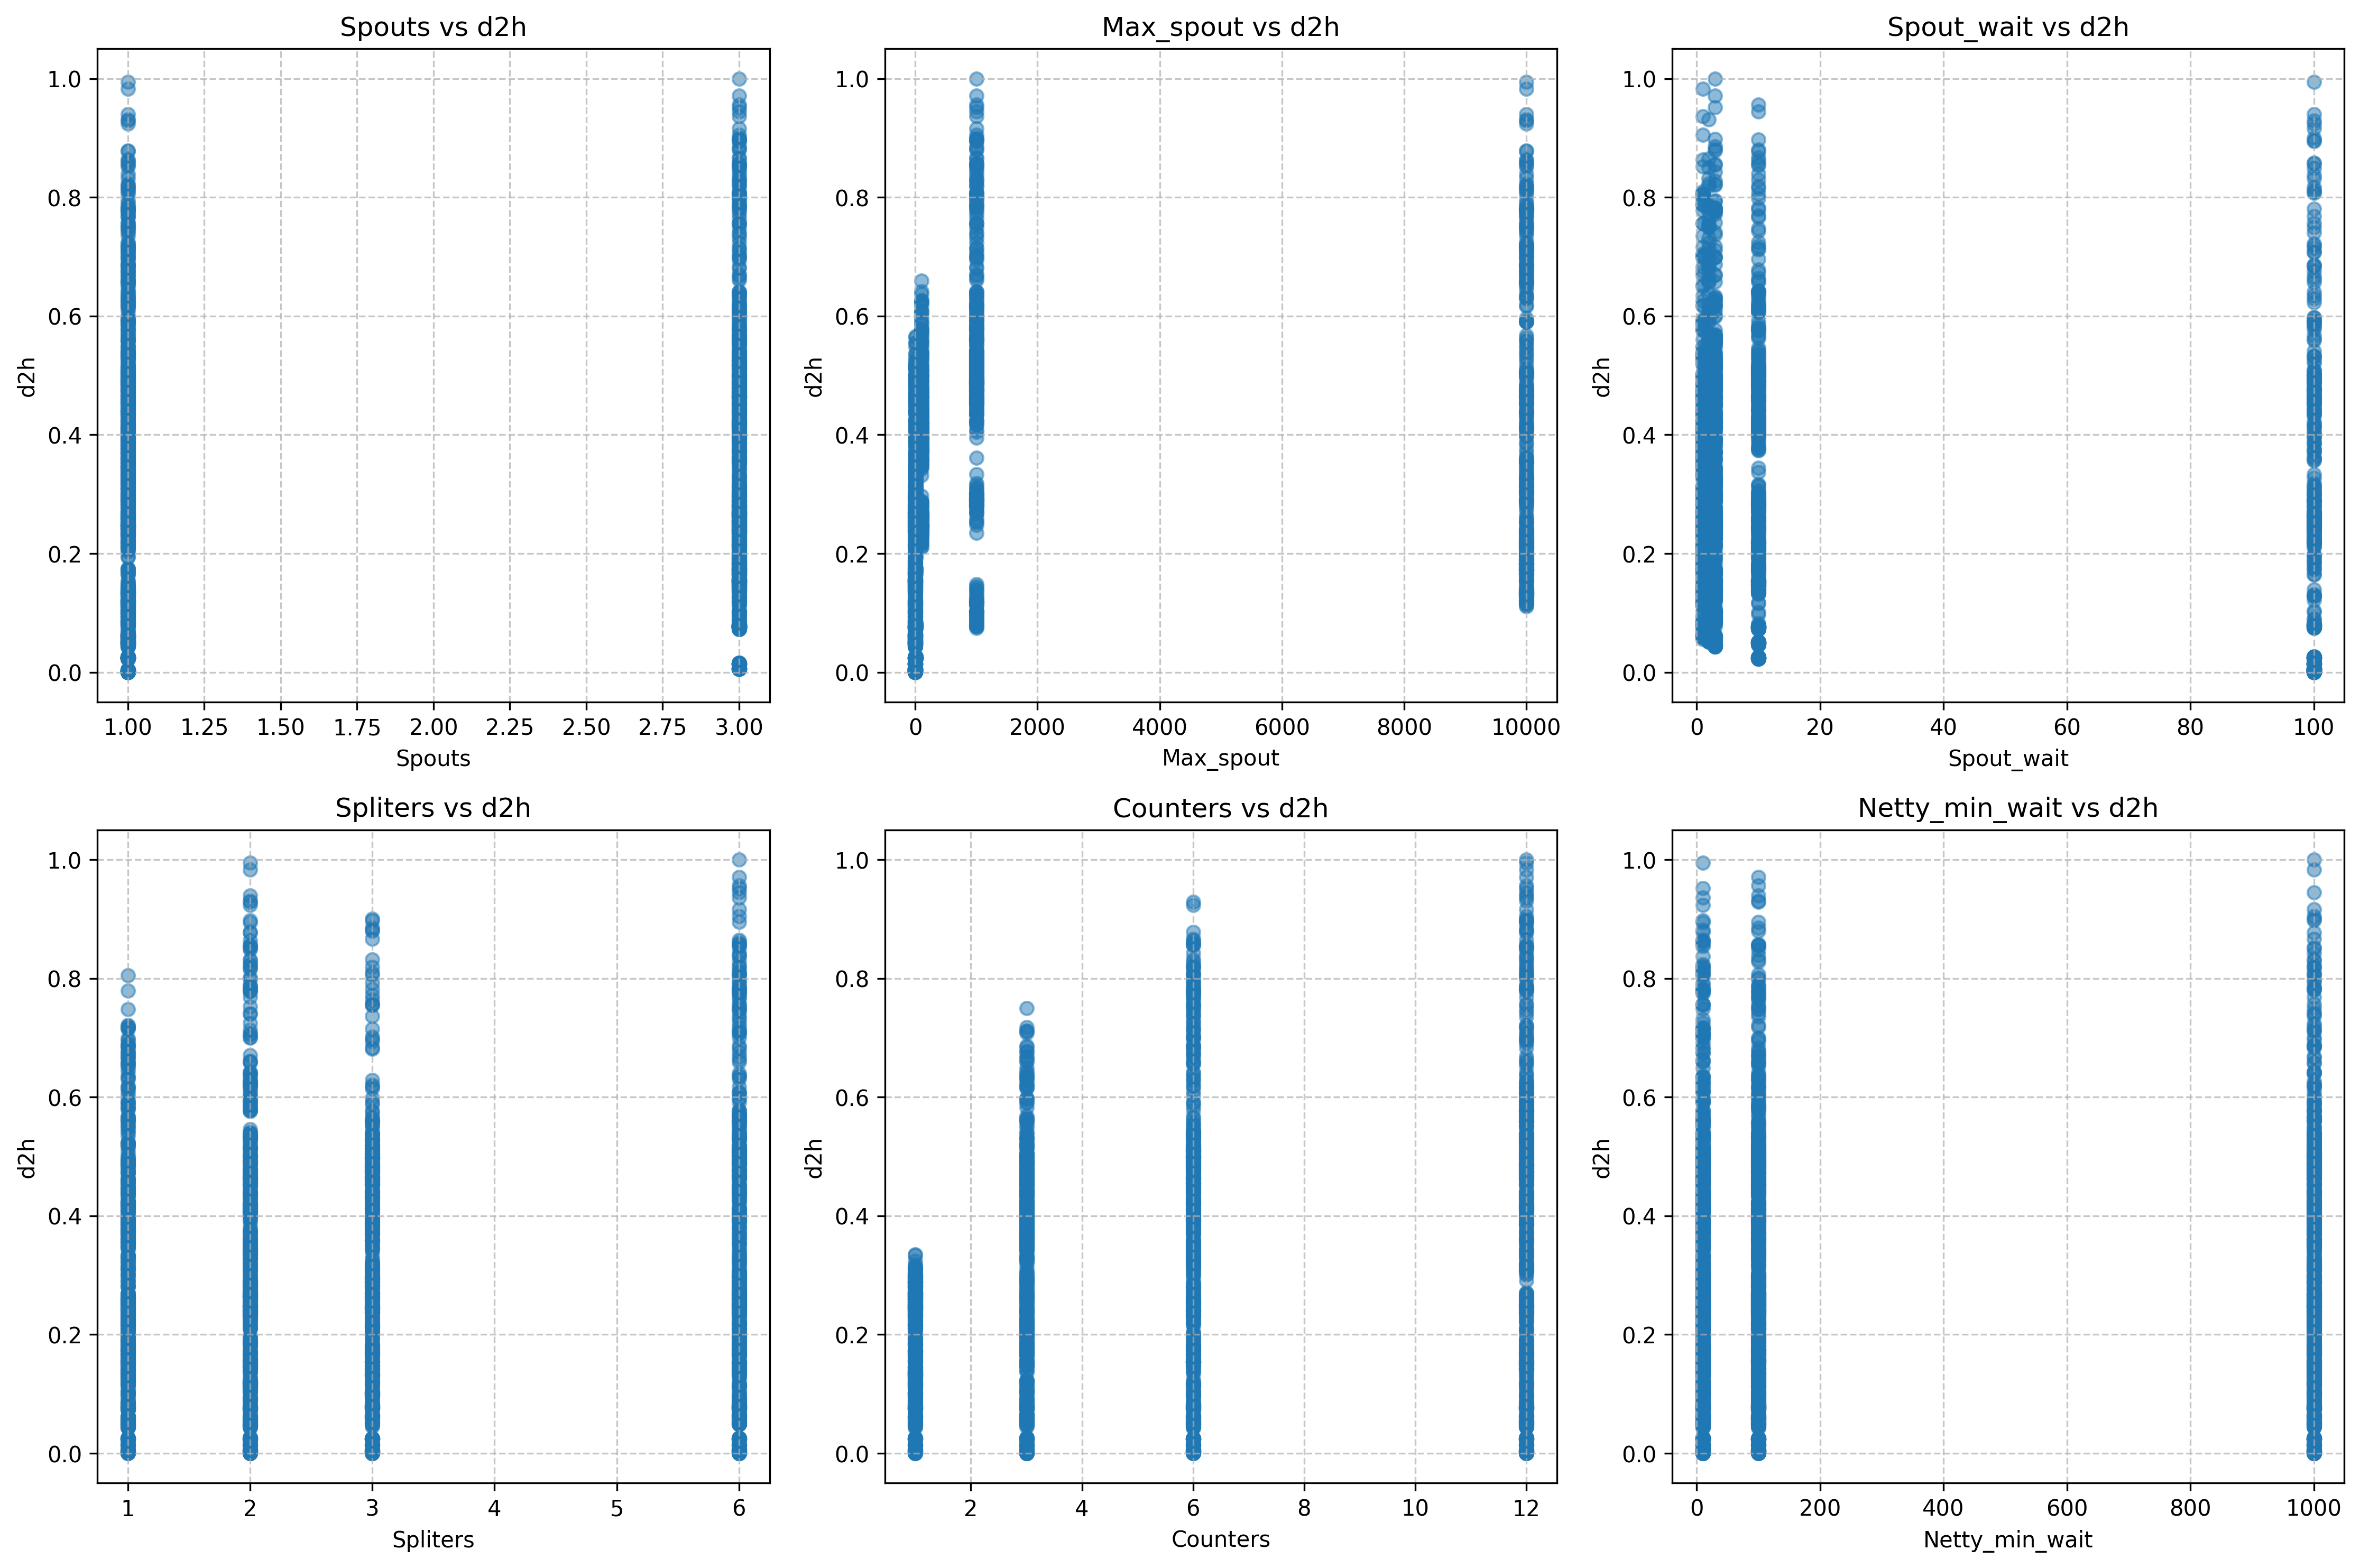 Spouts vs d2h
Max_spout vs d2h
Spout_wait vs d2h
1.0
0.8
0.6
0.4
0.2
0.0
d2h
1.00 1.25 1.50 1.75 2.00 2.25 2.50 2.75 3.00
Spouts
1.0
0.8
0.6
0.4
0.2
0.0
d2h
0 2000 4000 6000 8000 10000
Max_spout
1.0
0.8
0.6
0.4
0.2
0.0
d2h
0 20 40 60 80 100
Spout_wait
Spliters vs d2h
Counters vs d2h
Netty_min_wait vs d2h
1.0
0.8
0.6
0.4
0.2
0.0
d2h
1 2 3 4 5 6
Spliters
1.0
0.8
0.6
0.4
0.2
0.0
d2h
2 4 6 8 10 12
Counters
1.0
0.8
0.6
0.4
0.2
0.0
d2h
0 200 400 600 800 1000
Netty_min_wait